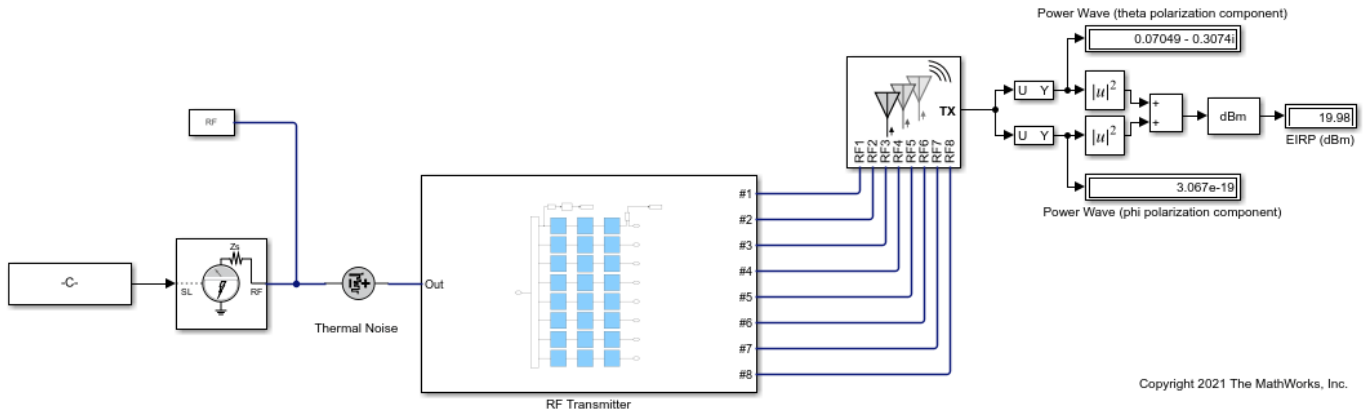 Power Wave (theta polarization component)
0.07049 - 0.3074i
RF
TX
RF1
RF2
RF3
RF4
RF5
RF6
RF7
RF8
U Y
|u|²
U Y
|u|²
+
+
dBm
19.98
EIRP (dBm)
3.067e-19
Power Wave (phi polarization component)
-C-
Zs
SL
RF
Thermal Noise
Out
#1
#2
#3
#4
#5
#6
#7
#8
RF Transmitter
Copyright 2021 The MathWorks, Inc.